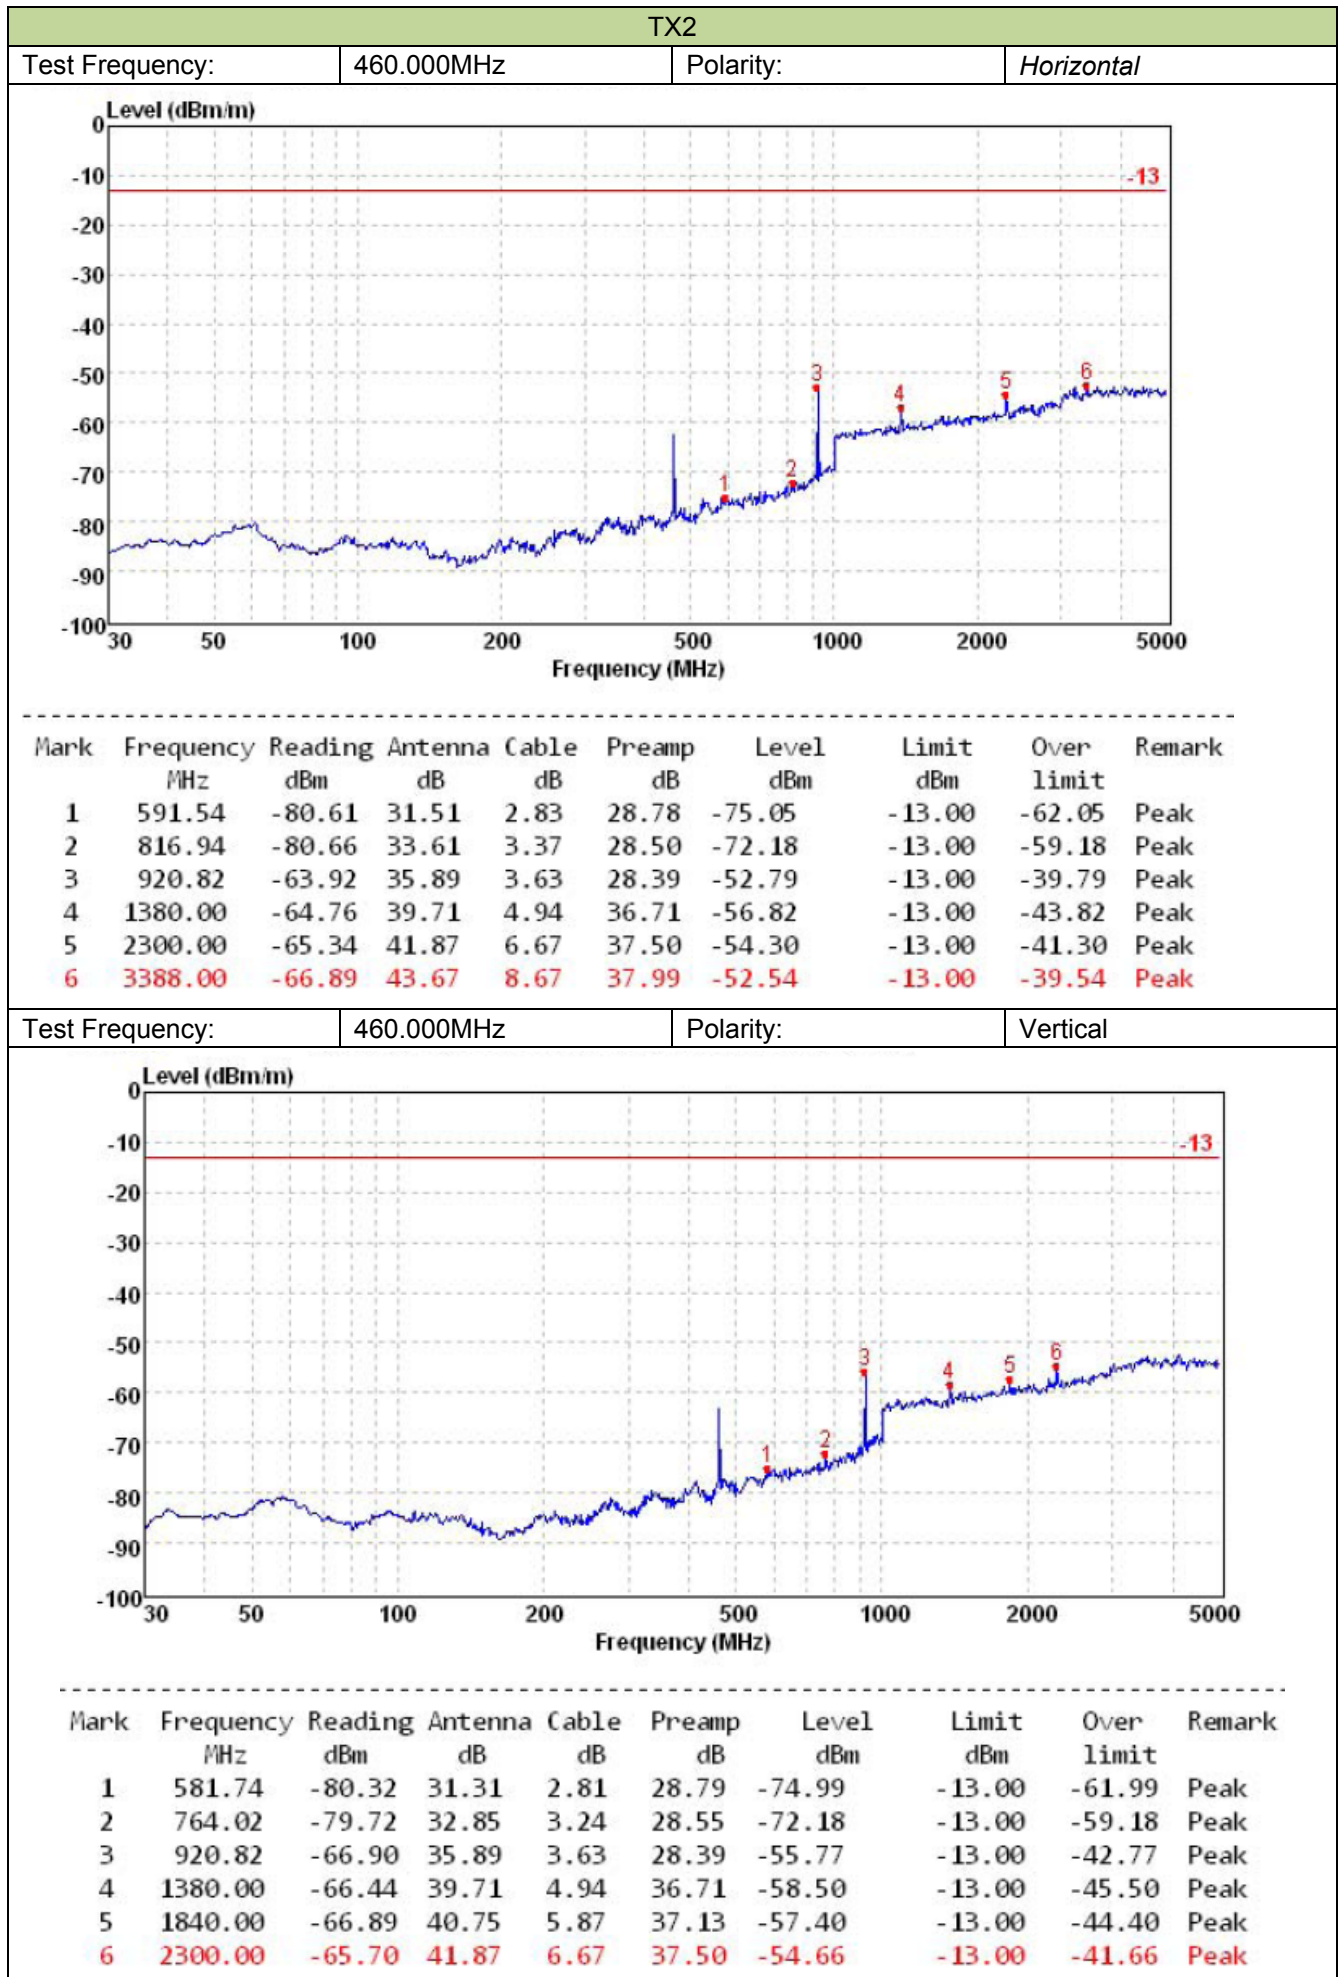 TX2
Test Frequency: 460.000MHz Polarity: Horizontal
Level (dBm/m)
0
-10
-13
-20
-30
-40
-50
-60
-70
-80
-90
-100
3 4 5 6
1 2
30 50 100 200 500 1000 2000 5000
Frequency (MHz)
Mark Frequency Reading Antenna Cable Preamp Level Limit Over Remark
MHz dBm dB dB dB dBm dBm limit
1 591.54 -80.61 31.51 2.83 28.78 -75.05 -13.00 -62.05 Peak
2 816.94 -80.66 33.61 3.37 28.50 -72.18 -13.00 -59.18 Peak
3 920.82 -63.92 35.89 3.63 28.39 -52.79 -13.00 -39.79 Peak
4 1380.00 -64.76 39.71 4.94 36.71 -56.82 -13.00 -43.82 Peak
5 2300.00 -65.34 41.87 6.67 37.50 -54.30 -13.00 -41.30 Peak
6 3388.00 -66.89 43.67 8.67 37.99 -52.54 -13.00 -39.54 Peak
Test Frequency: 460.000MHz Polarity: Vertical
Level (dBm/m)
0
-10
-13
-20
-30
-40
-50
-60
-70
-80
-90
-100
3 4 5 6
1 2
30 50 100 200 500 1000 2000 5000
Frequency (MHz)
Mark Frequency Reading Antenna Cable Preamp Level Limit Over Remark
MHz dBm dB dB dB dBm dBm limit
1 581.74 -80.32 31.31 2.81 28.79 -74.99 -13.00 -61.99 Peak
2 764.02 -79.72 32.85 3.24 28.55 -72.18 -13.00 -59.18 Peak
3 920.82 -66.90 35.89 3.63 28.39 -55.77 -13.00 -42.77 Peak
4 1380.00 -66.44 39.71 4.94 36.71 -58.50 -13.00 -45.50 Peak
5 1840.00 -66.89 40.75 5.87 37.13 -57.40 -13.00 -44.40 Peak
6 2300.00 -65.70 41.87 6.67 37.50 -54.66 -13.00 -41.66 Peak